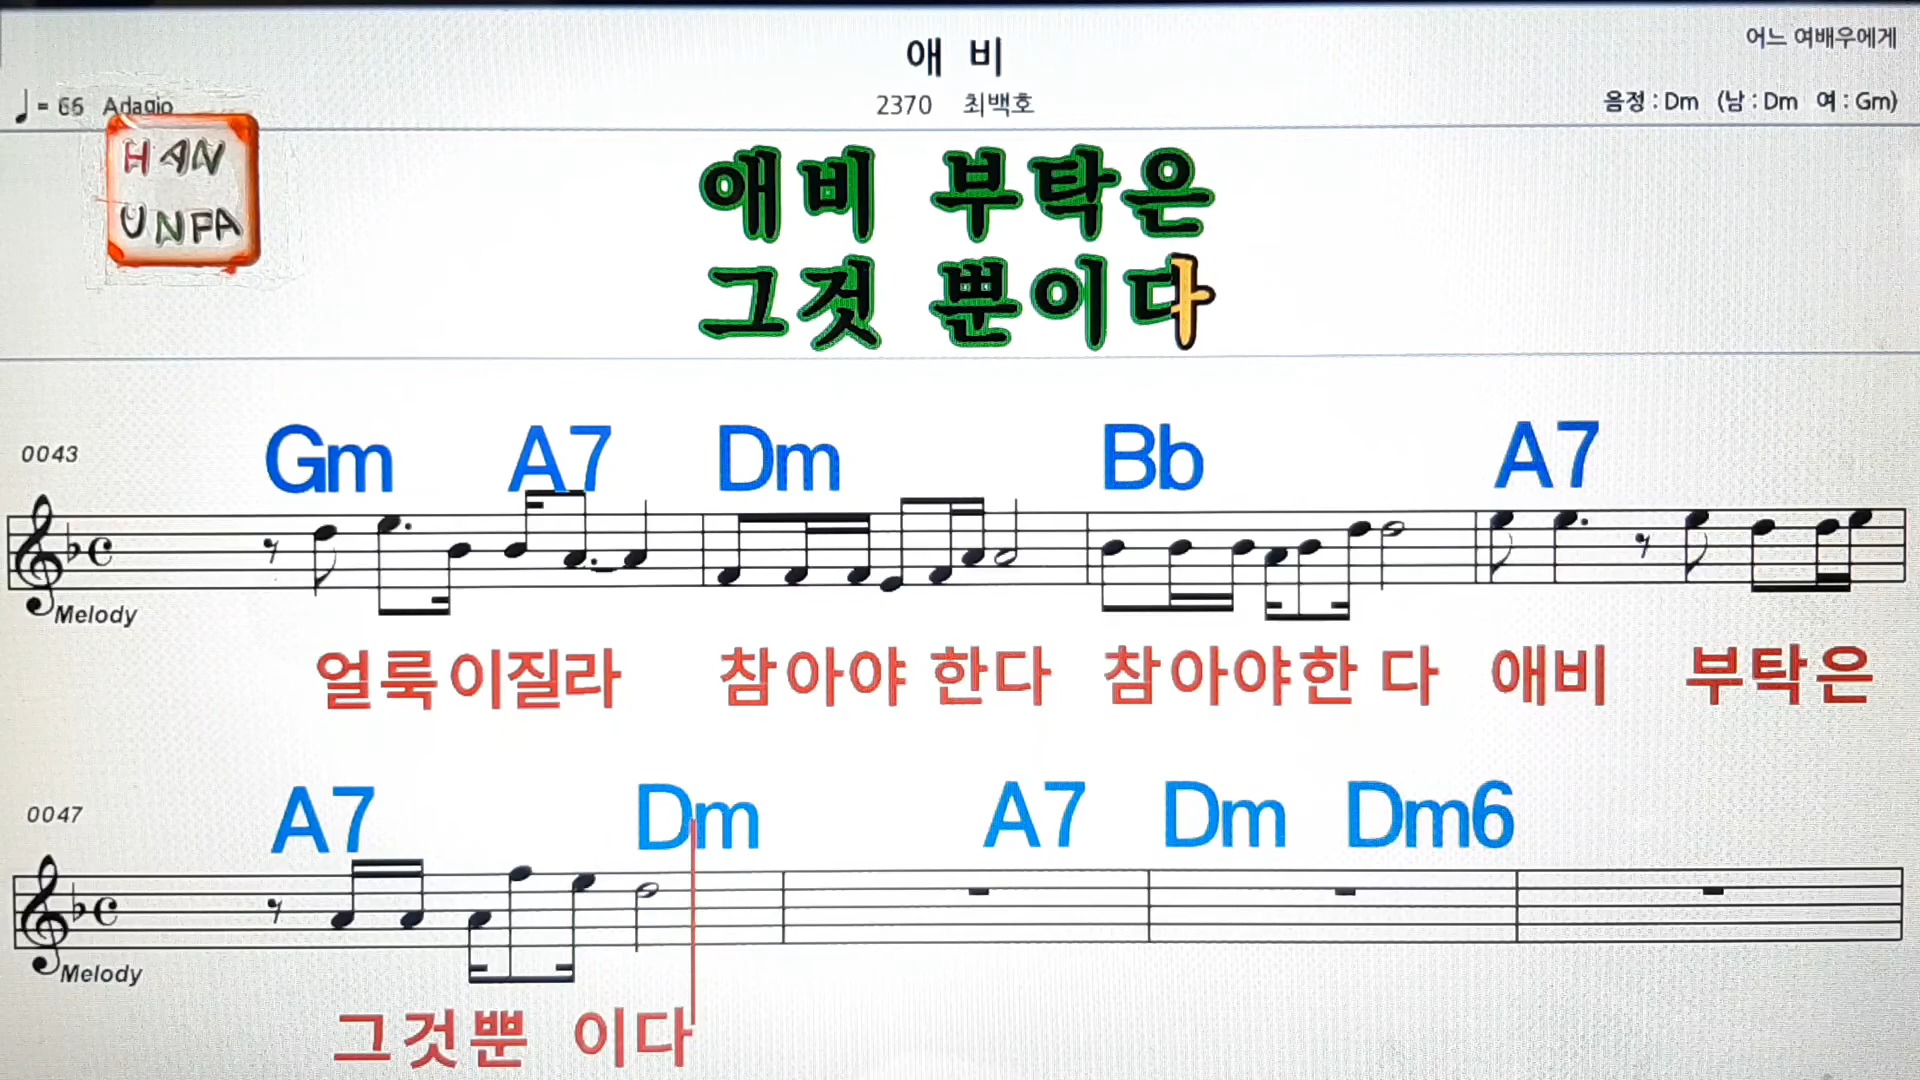 애 비
어느 여배우에게
♩= 66 Adagio
2370 최백호
음정 : Dm (남 : Dm 여 : Gm)
HAN
UNFA
애비 부탁은
그것 뿐이다
0043
Gm A7 Dm Bb A7
Melody
얼룩이질라 참아야 한다 참아야한 다 애비 부탁은
0047
A7 Dm A7 Dm Dm6
Melody
그것뿐 이다